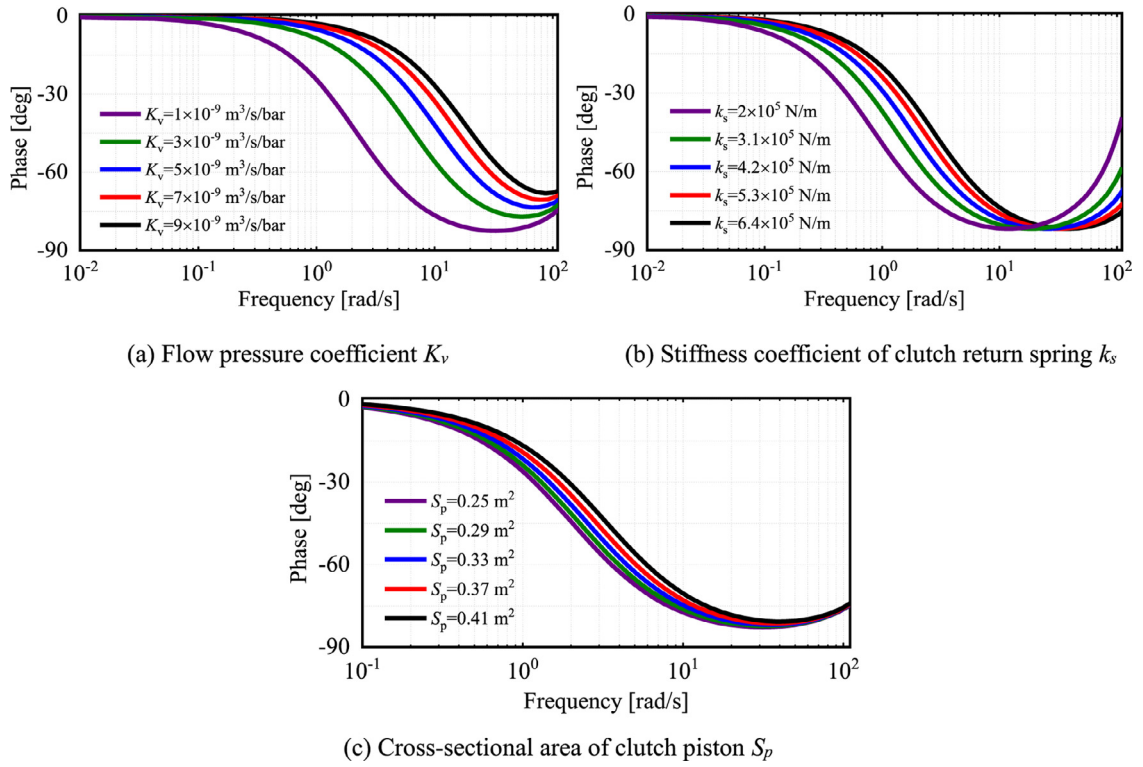 0
-30
-60
-90
Phase [deg]
K_v=1×10^-9 m^3/s/bar
K_v=3×10^-9 m^3/s/bar
K_v=5×10^-9 m^3/s/bar
K_v=7×10^-9 m^3/s/bar
K_v=9×10^-9 m^3/s/bar
10^-2 10^-1 10^0 10^1 10^2
Frequency [rad/s]
(a) Flow pressure coefficient K_v
0
-30
-60
-90
Phase [deg]
k_s=2×10^5 N/m
k_s=3.1×10^5 N/m
k_s=4.2×10^5 N/m
k_s=5.3×10^5 N/m
k_s=6.4×10^5 N/m
10^-2 10^-1 10^0 10^1 10^2
Frequency [rad/s]
(b) Stiffness coefficient of clutch return spring k_s
0
-30
-60
-90
Phase [deg]
S_p=0.25 m^2
S_p=0.29 m^2
S_p=0.33 m^2
S_p=0.37 m^2
S_p=0.41 m^2
10^-1 10^0 10^1 10^2
Frequency [rad/s]
(c) Cross-sectional area of clutch piston S_p